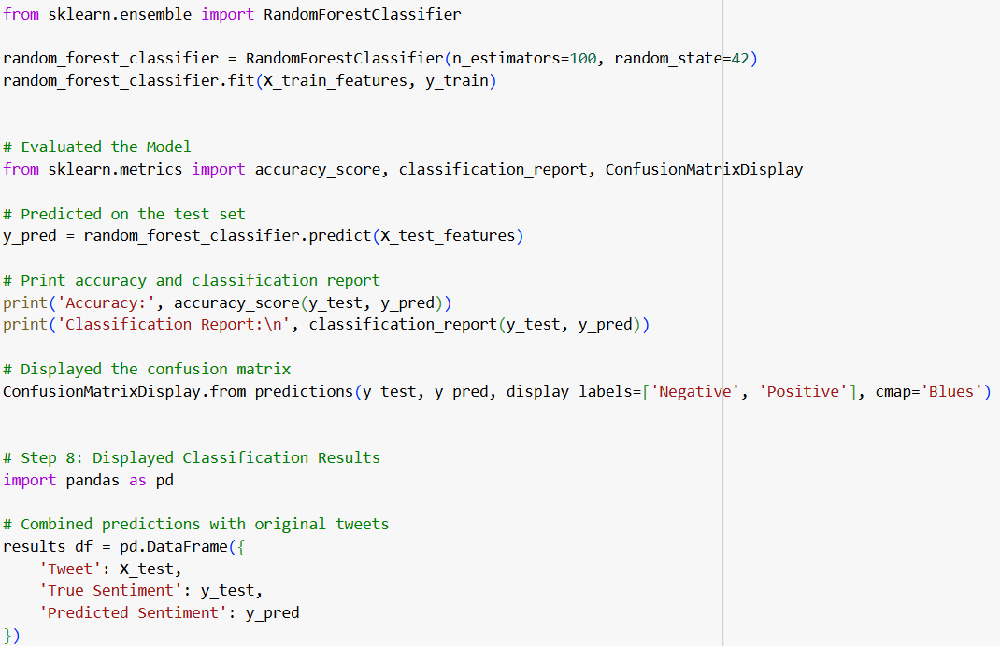 from sklearn.ensemble import RandomForestClassifier
random_forest_classifier = RandomForestClassifier(n_estimators=100, random_state=42)
random_forest_classifier.fit(X_train_features, y_train)
# Evaluated the Model
from sklearn.metrics import accuracy_score, classification_report, ConfusionMatrixDisplay
# Predicted on the test set
y_pred = random_forest_classifier.predict(X_test_features)
# Print accuracy and classification report
print('Accuracy:', accuracy_score(y_test, y_pred))
print('Classification Report:\n', classification_report(y_test, y_pred))
# Displayed the confusion matrix
ConfusionMatrixDisplay.from_predictions(y_test, y_pred, display_labels=['Negative', 'Positive'], cmap='Blues')
# Step 8: Displayed Classification Results
import pandas as pd
# Combined predictions with original tweets
results_df = pd.DataFrame({
    'Tweet': X_test,
    'True Sentiment': y_test,
    'Predicted Sentiment': y_pred
})